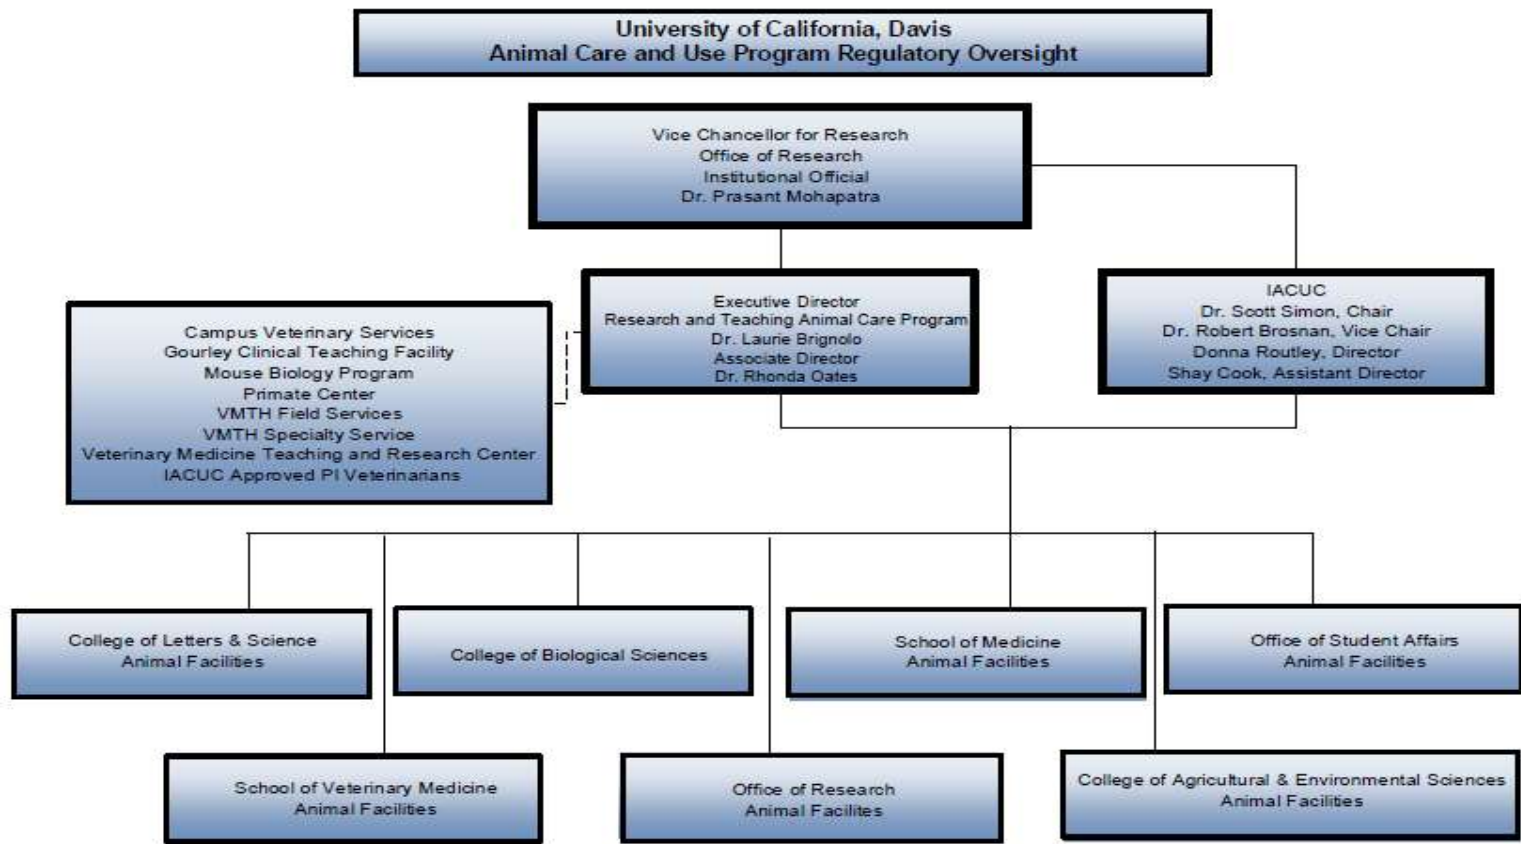 University of California, Davis
Animal Care and Use Program Regulatory Oversight
Vice Chancellor for Research
Office of Research
Institutional Official
Dr. Prasant Mohapatra
Executive Director
Research and Teaching Animal Care Program
Dr. Laurie Brignolo
Associate Director
Dr. Rhonda Oates
IACUC
Dr. Scott Simon, Chair
Dr. Robert Brosnan, Vice Chair
Donna Routley, Director
Shay Cook, Assistant Director
Campus Veterinary Services
Gourley Clinical Teaching Facility
Mouse Biology Program
Primate Center
VMTH Field Services
VMTH Specialty Service
Veterinary Medicine Teaching and Research Center
IACUC Approved PI Veterinarians
College of Letters & Science
Animal Facilities
College of Biological Sciences
School of Medicine
Animal Facilities
Office of Student Affairs
Animal Facilities
School of Veterinary Medicine
Animal Facilities
Office of Research
Animal Facilites
College of Agricultural & Environmental Sciences
Animal Facilities